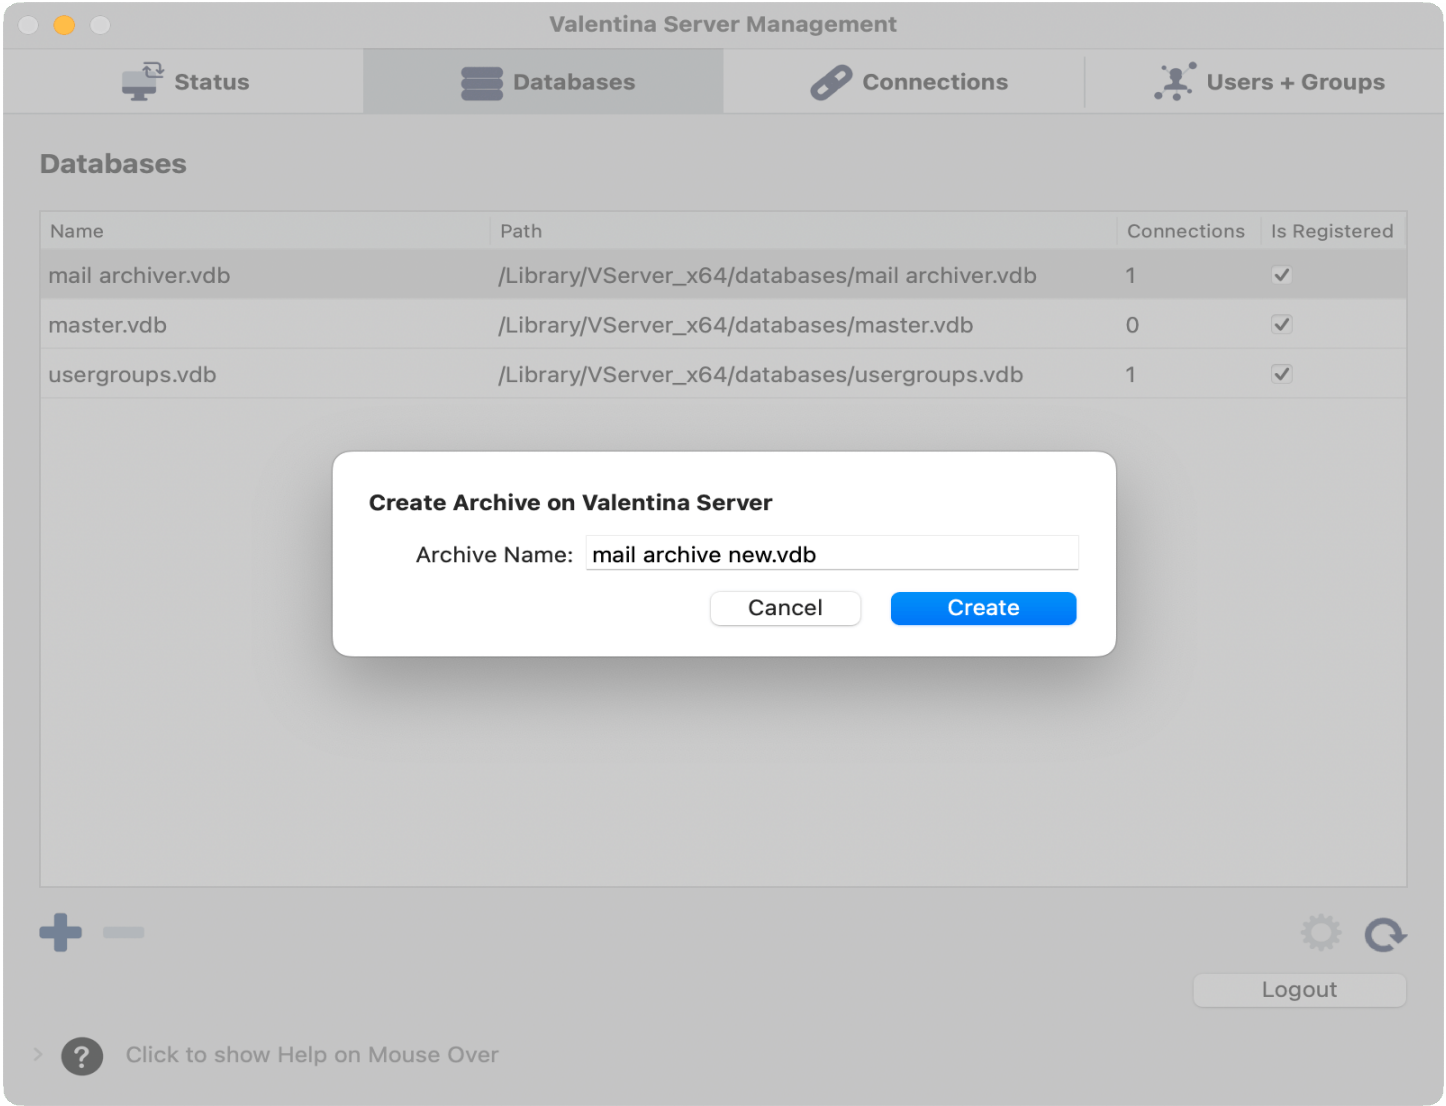 Valentina Server Management
Status Databases Connections Users + Groups
Databases
Name Path Connections Is Registered
mail archiver.vdb /Library/VServer_x64/databases/mail archiver.vdb 1
master.vdb /Library/VServer_x64/databases/master.vdb 0
usergroups.vdb /Library/VServer_x64/databases/usergroups.vdb 1
Create Archive on Valentina Server
Archive Name: mail archive new.vdb
Cancel Create
Logout
? Click to show Help on Mouse Over